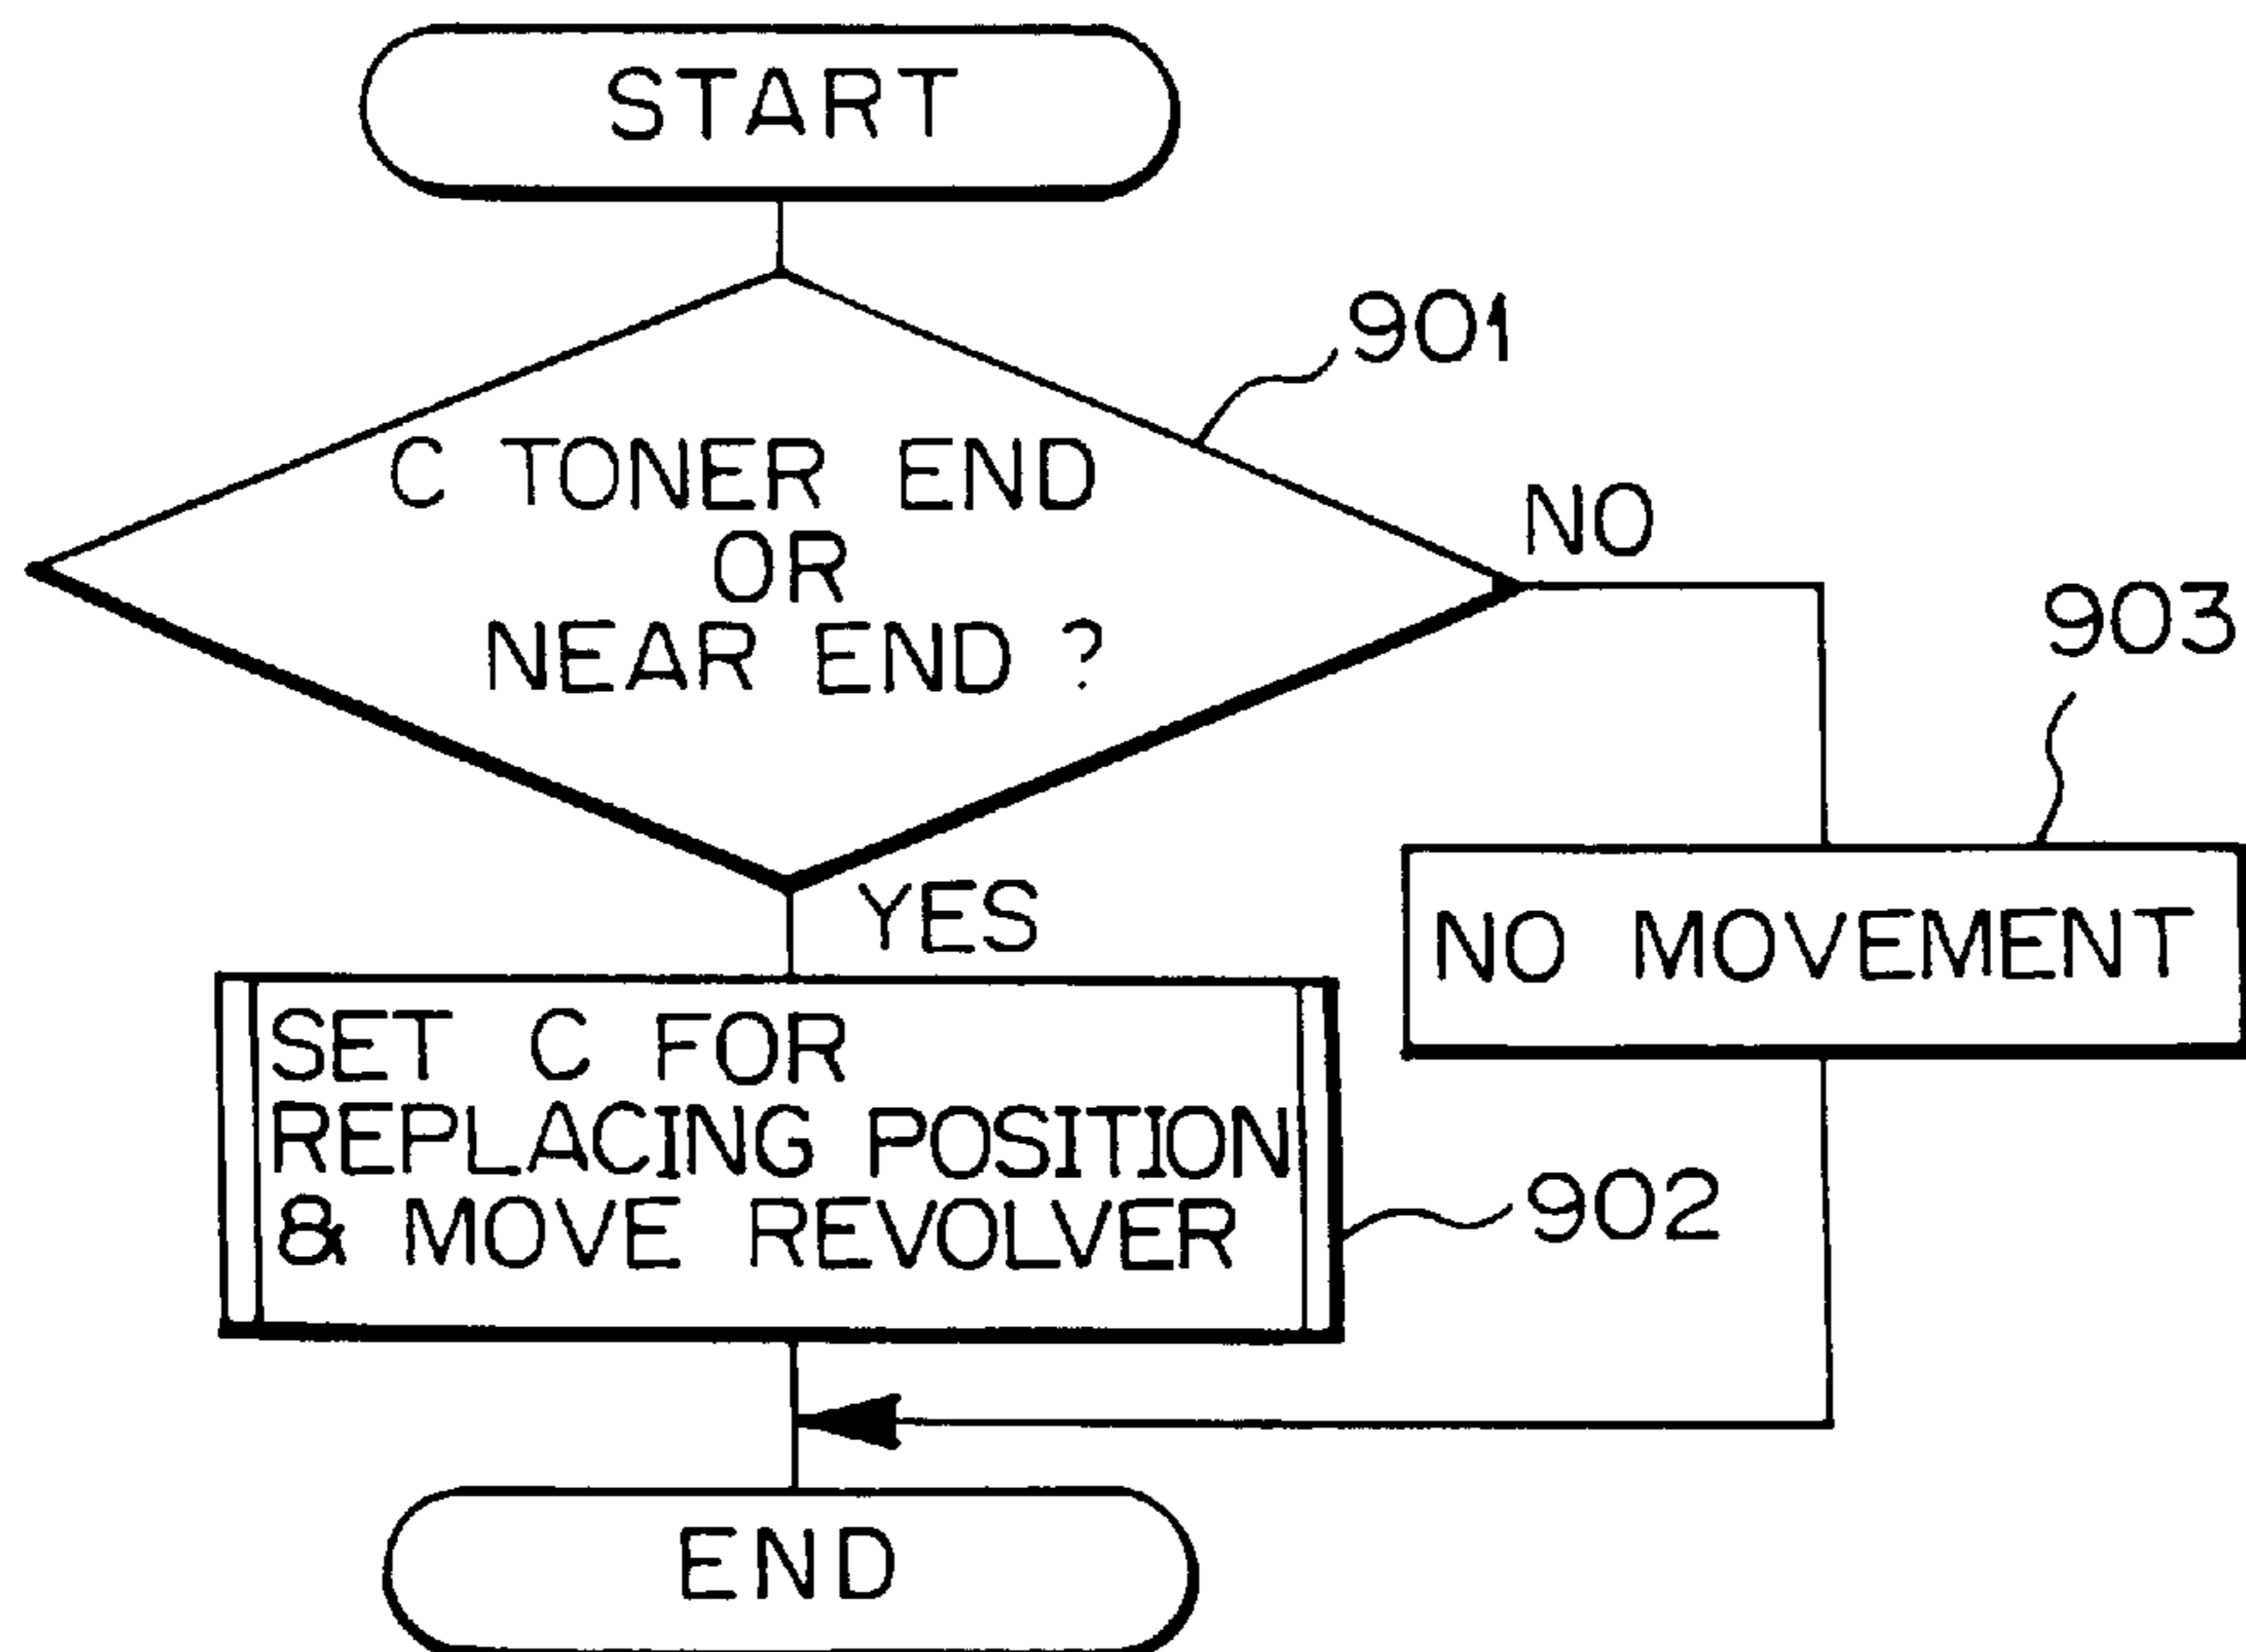 START
901
C TONER END
OR
NEAR END ?
NO
903
YES
NO MOVEMENT
SET C FOR
REPLACING POSITION
& MOVE REVOLVER
902
END